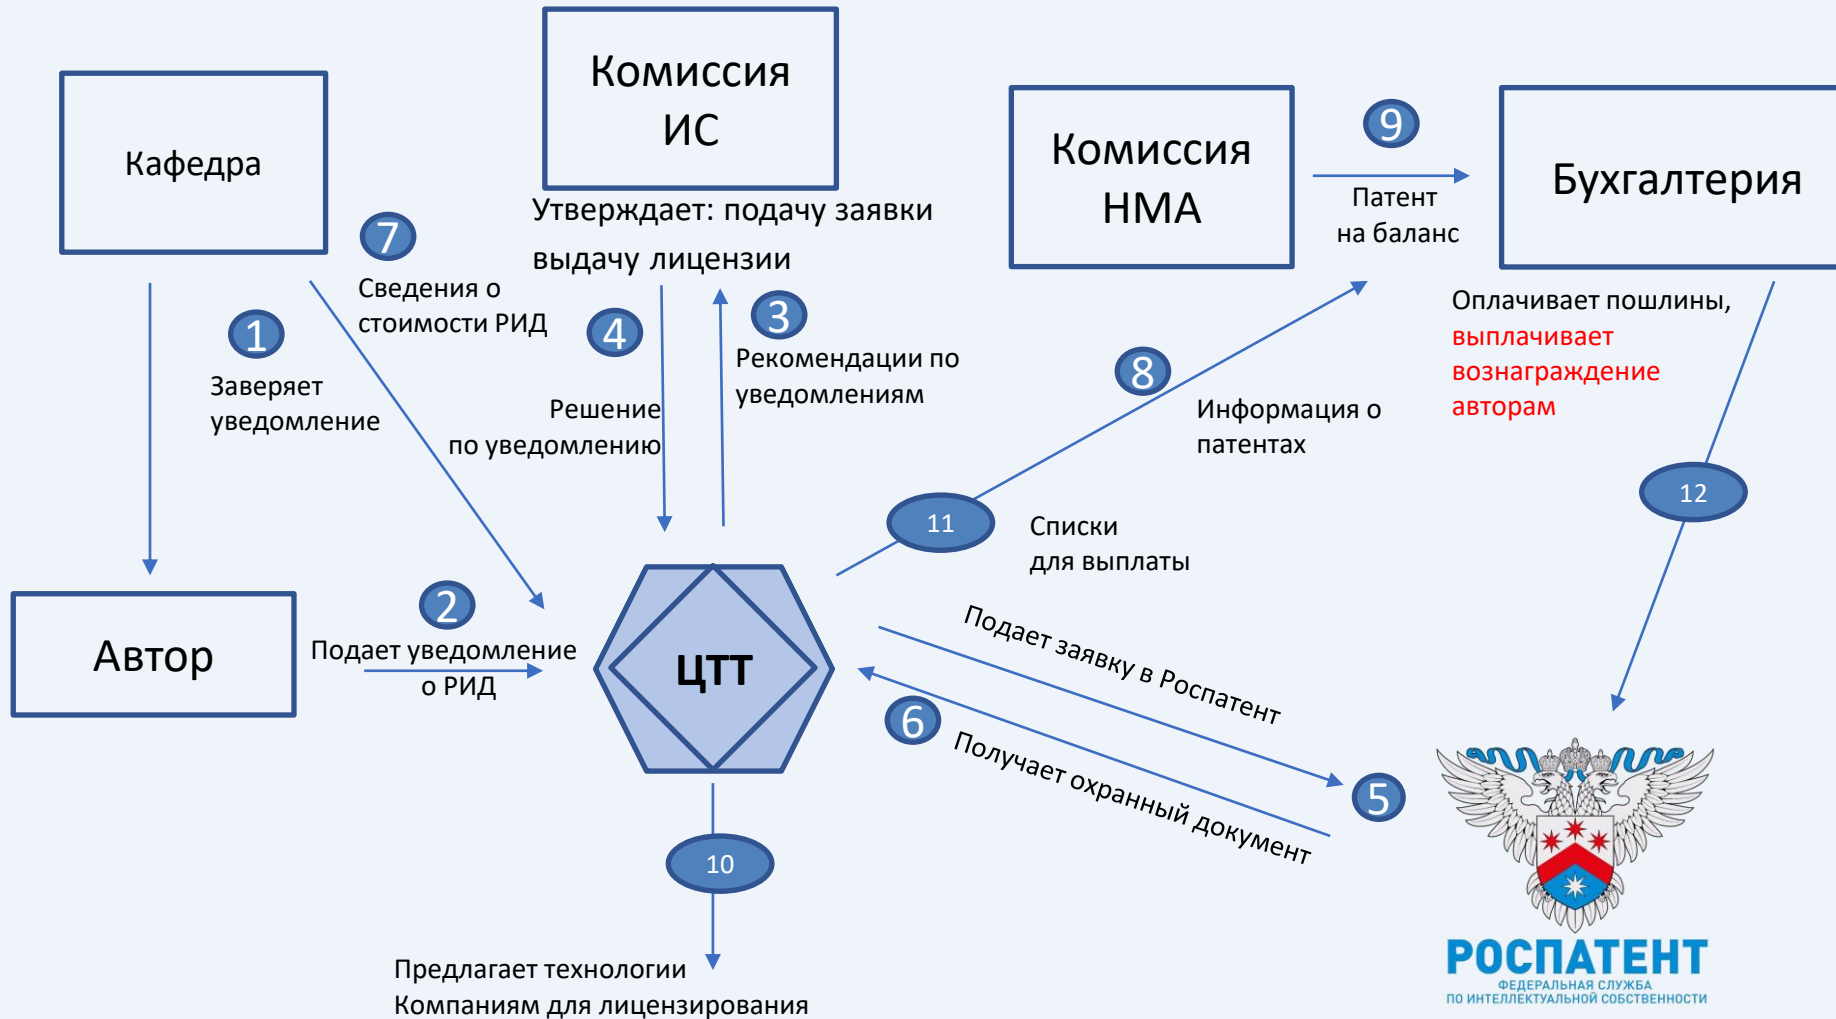 Комиссия
ИС
Кафедра
Комиссия
НМА
9
Патент
на баланс
Бухгалтерия
Утверждает: подачу заявки
выдачу лицензии
7
Сведения о
стоимости РИД
1
Заверяет
уведомление
4
Решение
по уведомлению
3
Рекомендации по
уведомлениям
8
Информация о
патентах
Оплачивает пошлины,
выплачивает
вознаграждение
авторам
12
11
Списки
для выплаты
Автор
2
Подает уведомление
о РИД
ЦТТ
Подает заявку в Роспатент
5
6
Получает охранный документ
10
Предлагает технологии
Компаниям для лицензирования
РОСПАТЕНТ
ФЕДЕРАЛЬНАЯ СЛУЖБА
ПО ИНТЕЛЛЕКТУАЛЬНОЙ СОБСТВЕННОСТИ